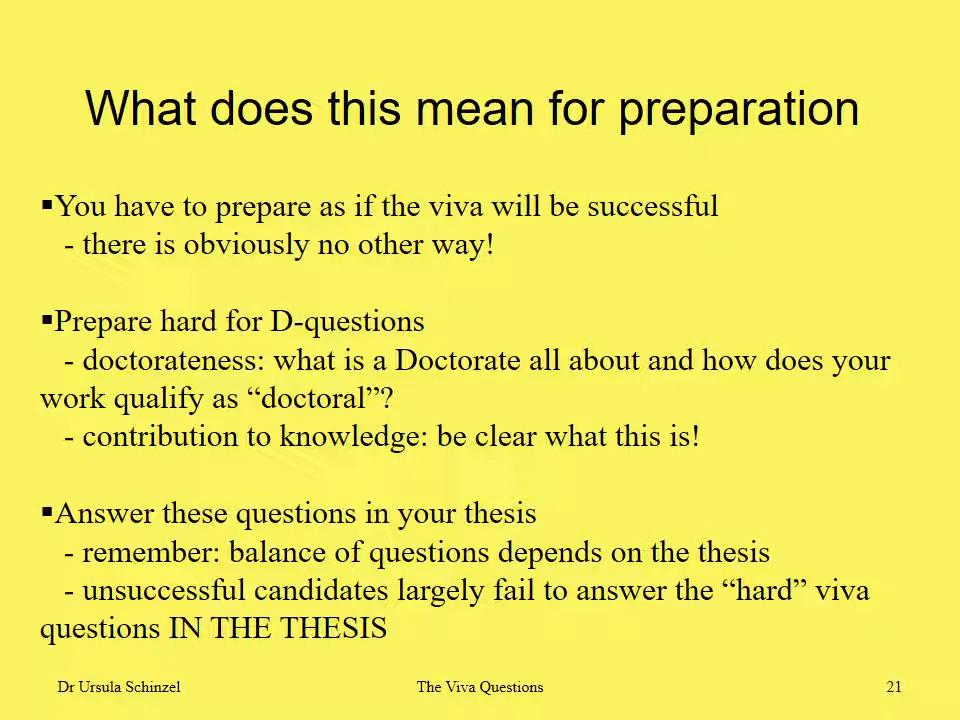 What does this mean for preparation
▪You have to prepare as if the viva will be successful
- there is obviously no other way!
▪Prepare hard for D-questions
- doctorateness: what is a Doctorate all about and how does your
work qualify as “doctoral”?
- contribution to knowledge: be clear what this is!
▪Answer these questions in your thesis
- remember: balance of questions depends on the thesis
- unsuccessful candidates largely fail to answer the “hard” viva
questions IN THE THESIS
Dr Ursula Schinzel The Viva Questions 21